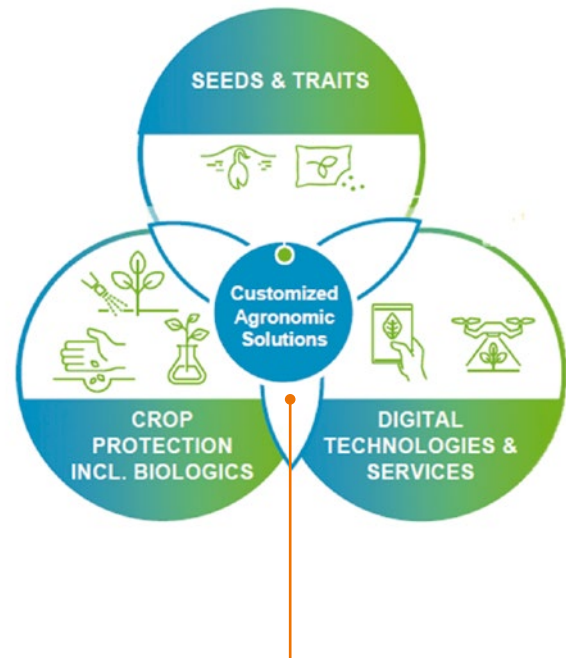 SEEDS & TRAITS
Customized
Agronomic
Solutions
CROP
PROTECTION
INCL. BIOLOGICS
DIGITAL
TECHNOLOGIES &
SERVICES